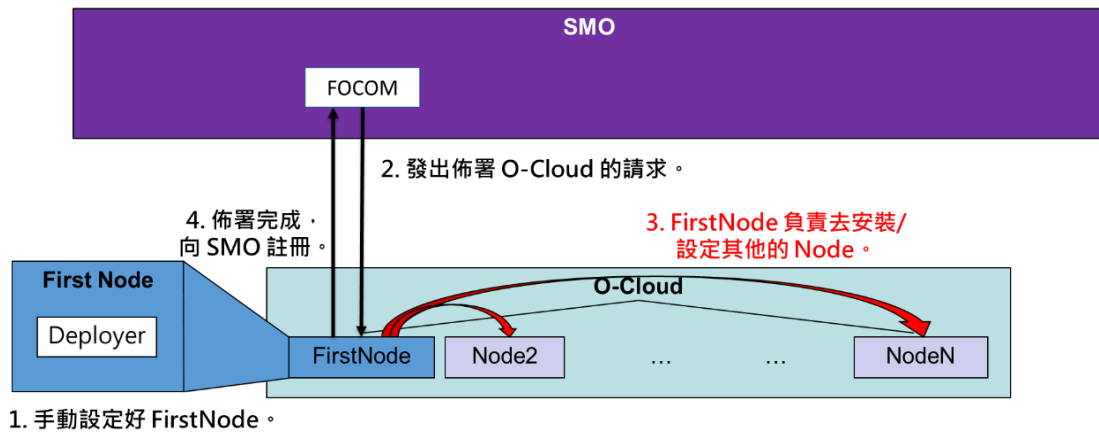 SMO
FOCOM
2. 發出佈署 O-Cloud 的請求。
4. 佈署完成，
向 SMO 註冊。
3. FirstNode 負責去安裝/
設定其他的 Node。
First Node
Deployer
O-Cloud
FirstNode
Node2
...
...
NodeN
1. 手動設定好 FirstNode。